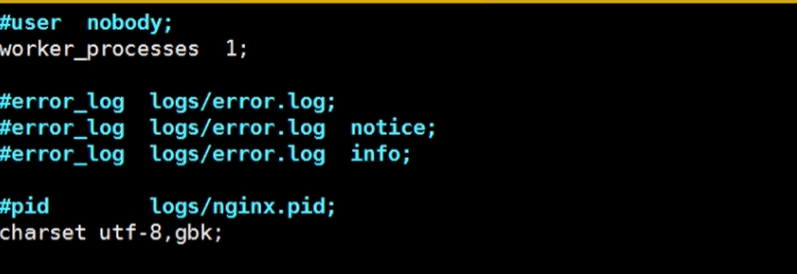 #user  nobody;
worker_processes  1;
#error_log  logs/error.log;
#error_log  logs/error.log  notice;
#error_log  logs/error.log  info;
#pid        logs/nginx.pid;
charset utf-8,gbk;